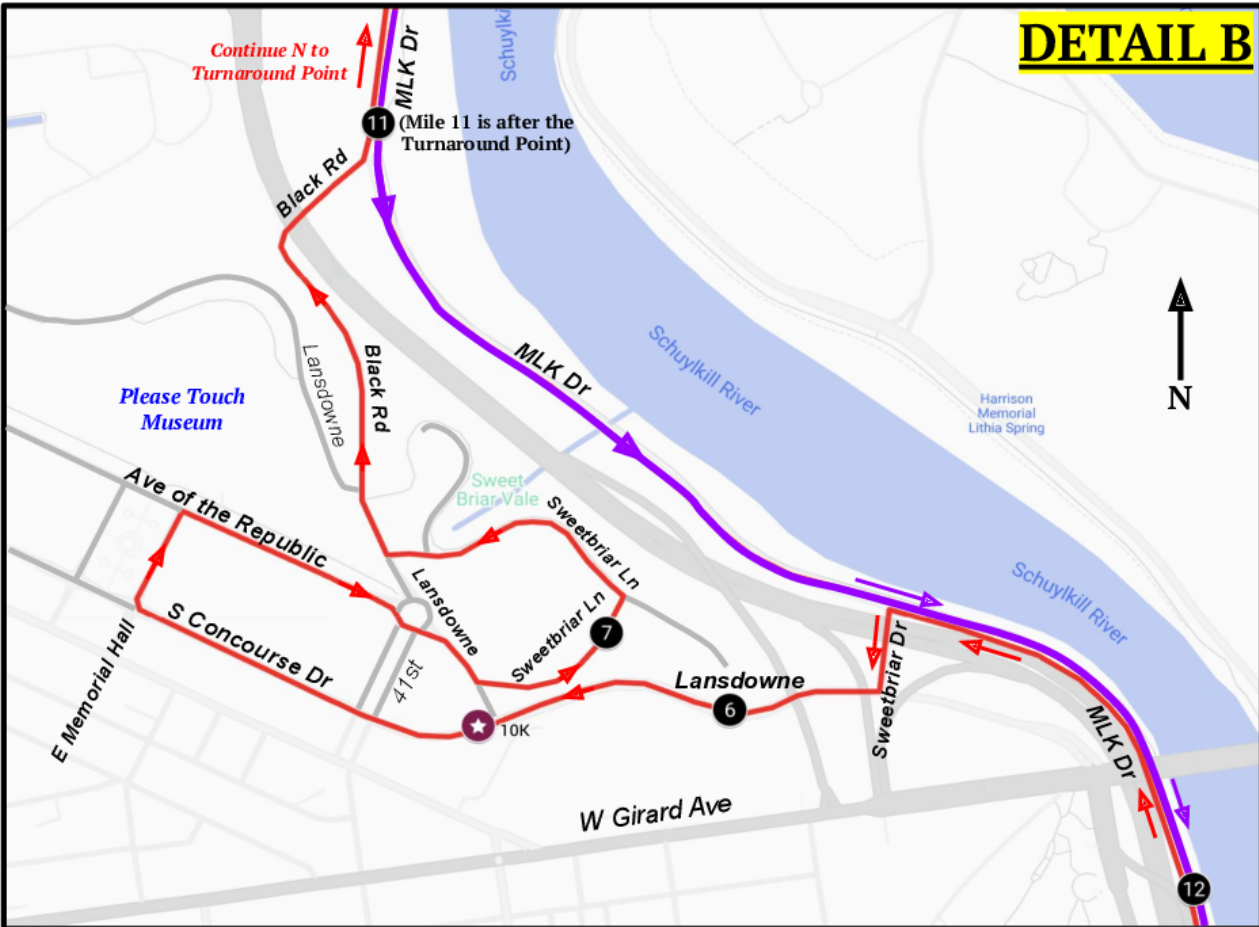 DETAIL B
Continue N to
Turnaround Point
MLK Dr
Schuylkill
11
(Mile 11 is after the
Turnaround Point)
Black Rd
N
Schuylkill River
MLK Dr
Lansdowne
Black Rd
Please Touch
Museum
Harrison
Memorial
Lithia Spring
Sweet
Briar Vale
Ave of the Republic
Sweetbriar Ln
Schuylkill River
Lansdowne
Sweetbriar Ln
7
S Concourse Dr
E Memorial Hall
41st
Lansdowne
6
Sweetbriar Dr
10K
MLK Dr
W Girard Ave
12